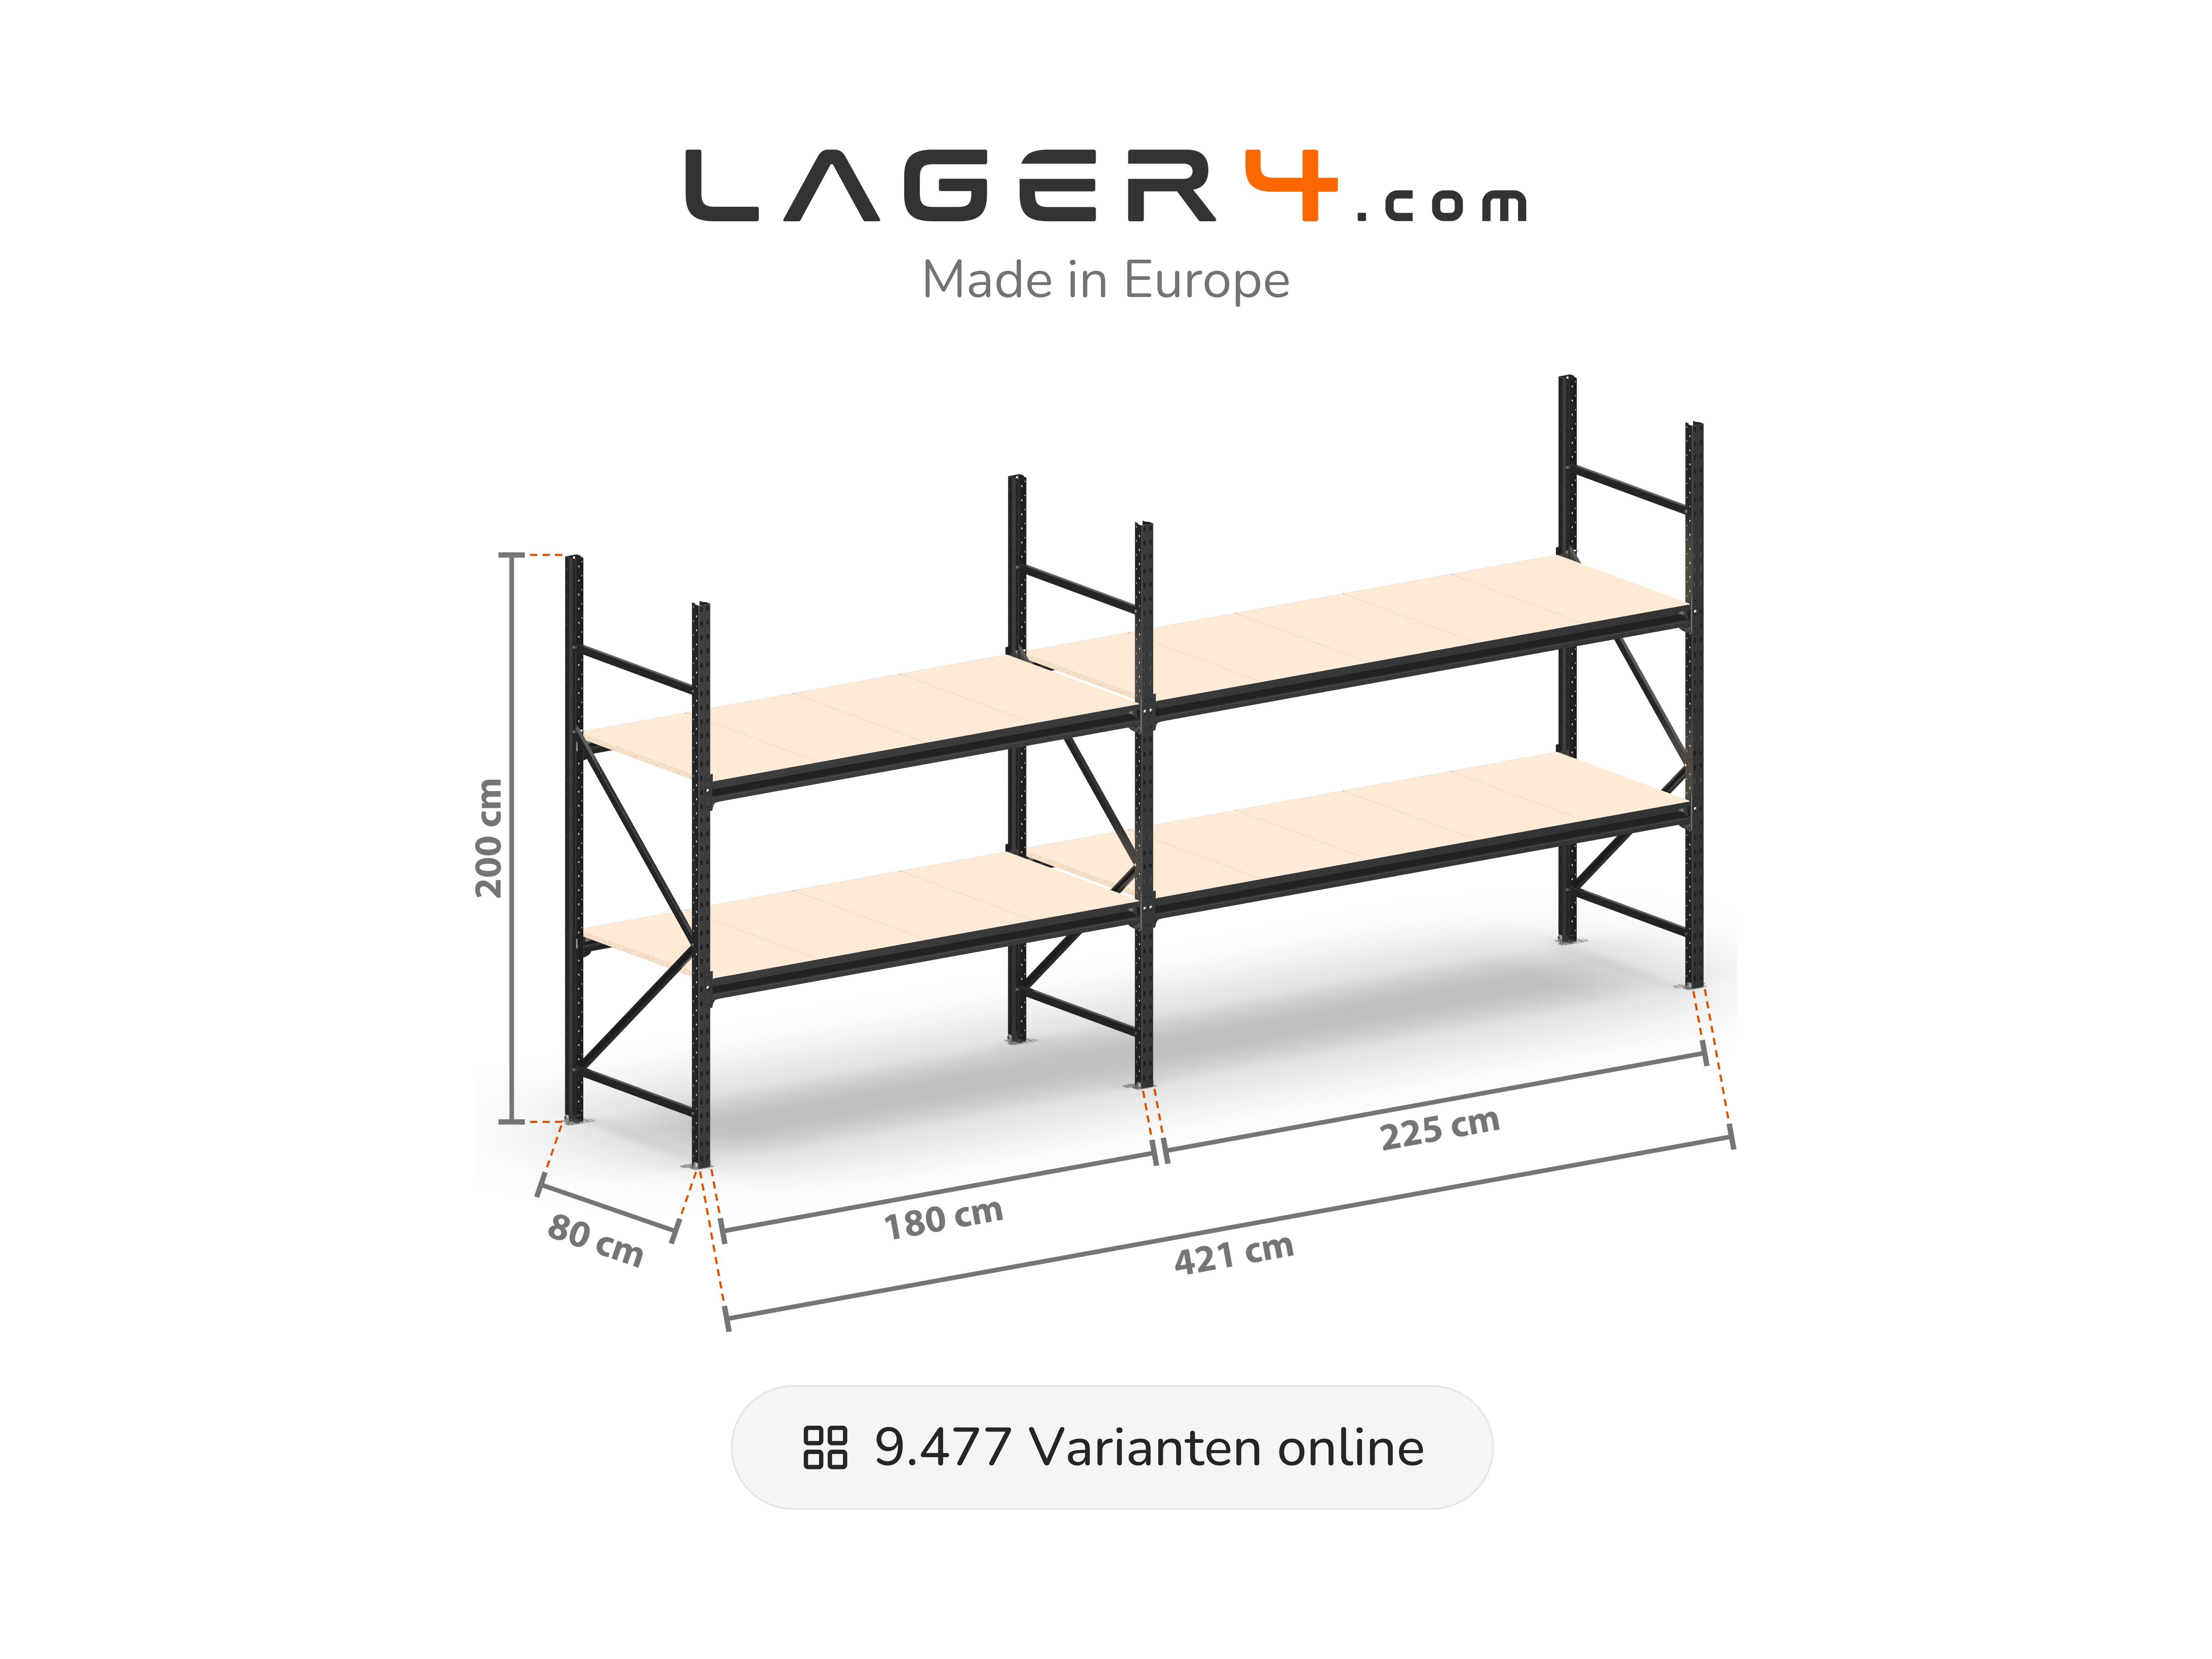 LAGER4.com
Made in Europe
200 cm
80 cm
180 cm
225 cm
421 cm
9.477 Varianten online